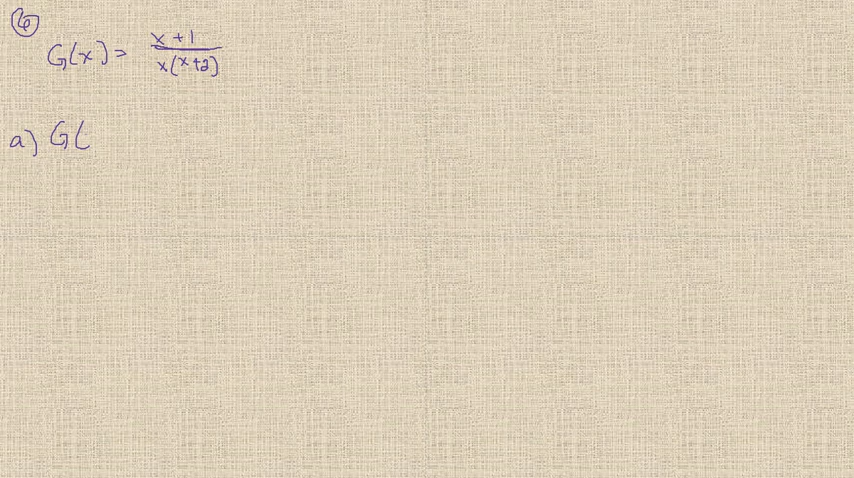 6
G(x) = x+1 / x(x+2)
a) G(